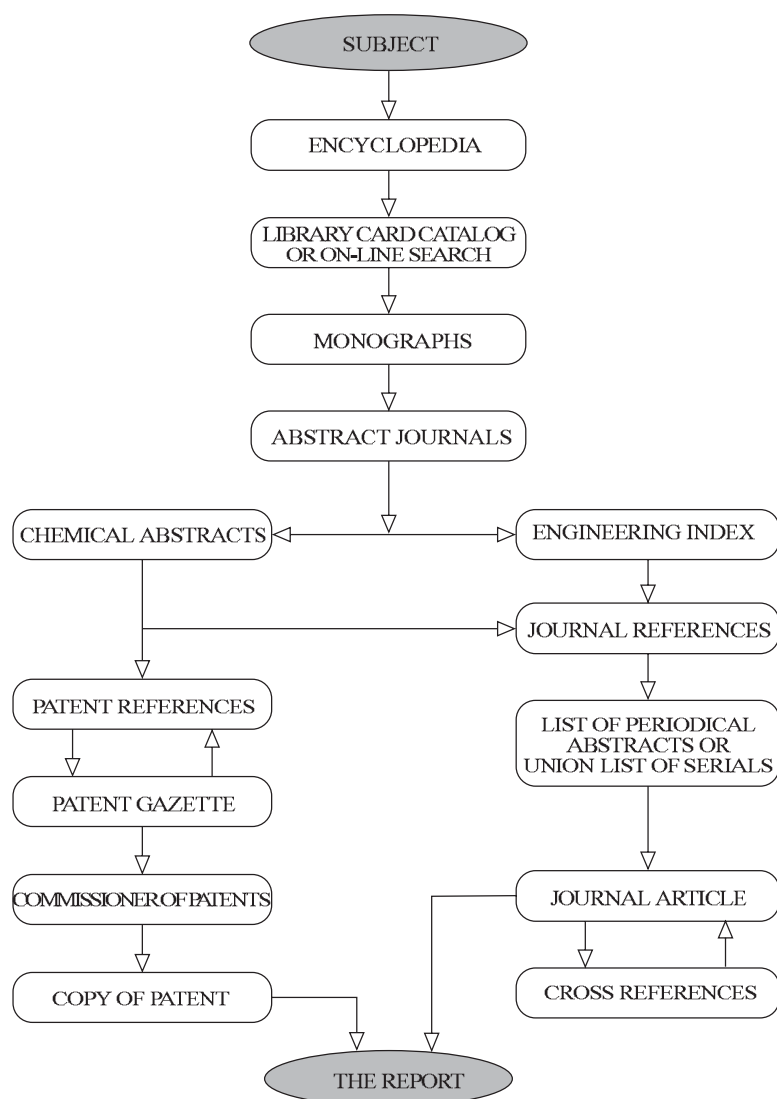 SUBJECT
ENCYCLOPEDIA
LIBRARY CARD CATALOG
OR ON-LINE SEARCH
MONOGRAPHS
ABSTRACT JOURNALS
CHEMICAL ABSTRACTS
ENGINEERING INDEX
JOURNAL REFERENCES
PATENT REFERENCES
LIST OF PERIODICAL
ABSTRACTS OR
UNION LIST OF SERIALS
PATENT GAZETTE
COMMISSIONER OF PATENTS
JOURNAL ARTICLE
COPY OF PATENT
CROSS REFERENCES
THE REPORT